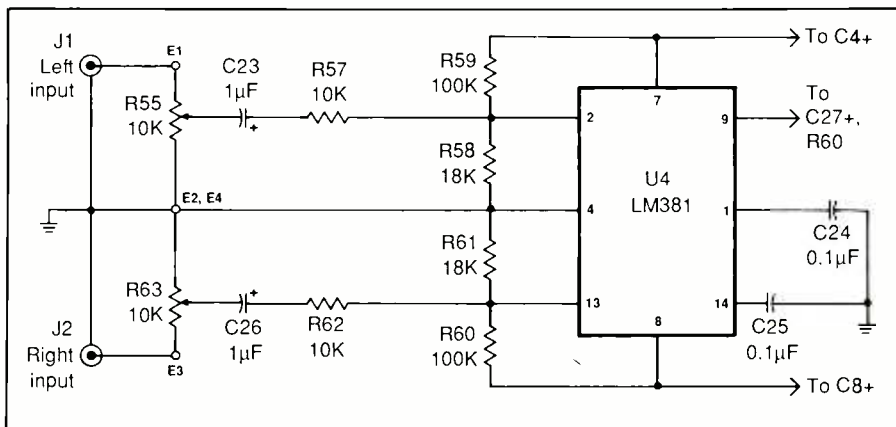 J1
Left
input
E1
R55
10K
C23
1µF
+
R57
10K
R59
100K
R58
18K
E2, E4
R61
18K
R63
10K
J2
Right
input
E3
+
C26
1µF
R62
10K
R60
100K
2
4
13
7
8
9
1
14
U4
LM381
To C4+
To
C27+,
R60
C24
0.1µF
C25
0.1µF
To C8+